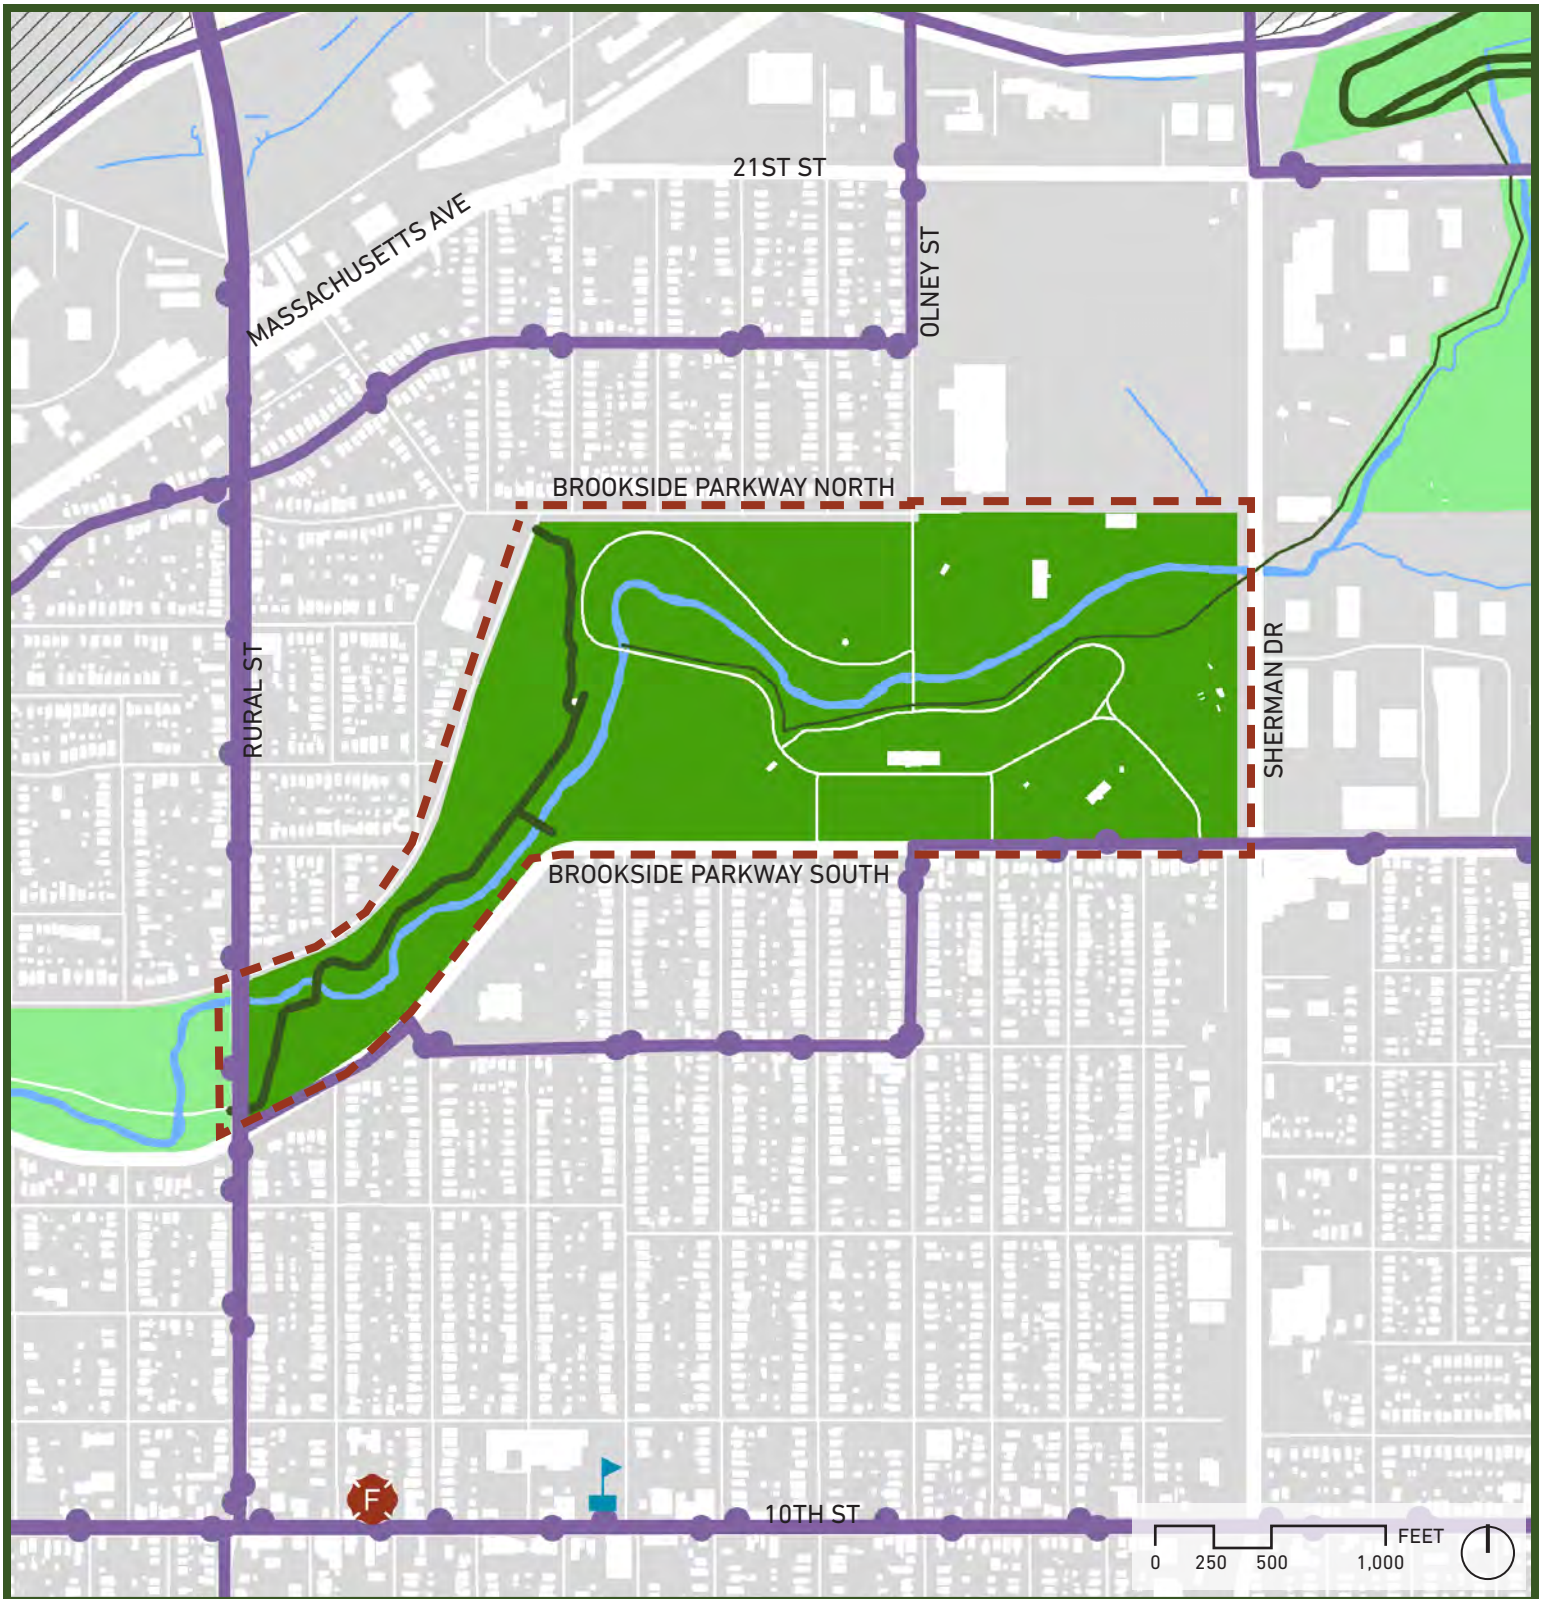 21ST ST
MASSACHUSETTS AVE
OLNEY ST
BROOKSIDE PARKWAY NORTH
RURAL ST
SHERMAN DR
BROOKSIDE PARKWAY SOUTH
F
10TH ST
FEET
0 250 500 1,000